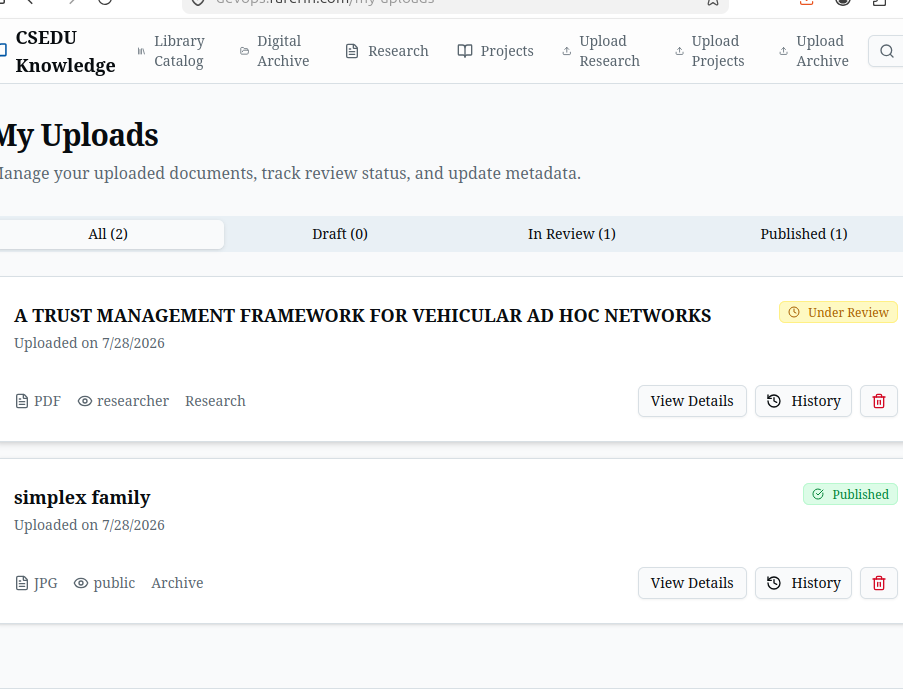 CSEDU
Knowledge
Library
Catalog
Digital
Archive
Research
Projects
Upload
Research
Upload
Projects
Upload
Archive
My Uploads
Manage your uploaded documents, track review status, and update metadata.
All (2)
Draft (0)
In Review (1)
Published (1)
A TRUST MANAGEMENT FRAMEWORK FOR VEHICULAR AD HOC NETWORKS
Under Review
Uploaded on 7/28/2026
PDF
researcher
Research
View Details
History
simplex family
Published
Uploaded on 7/28/2026
JPG
public
Archive
View Details
History